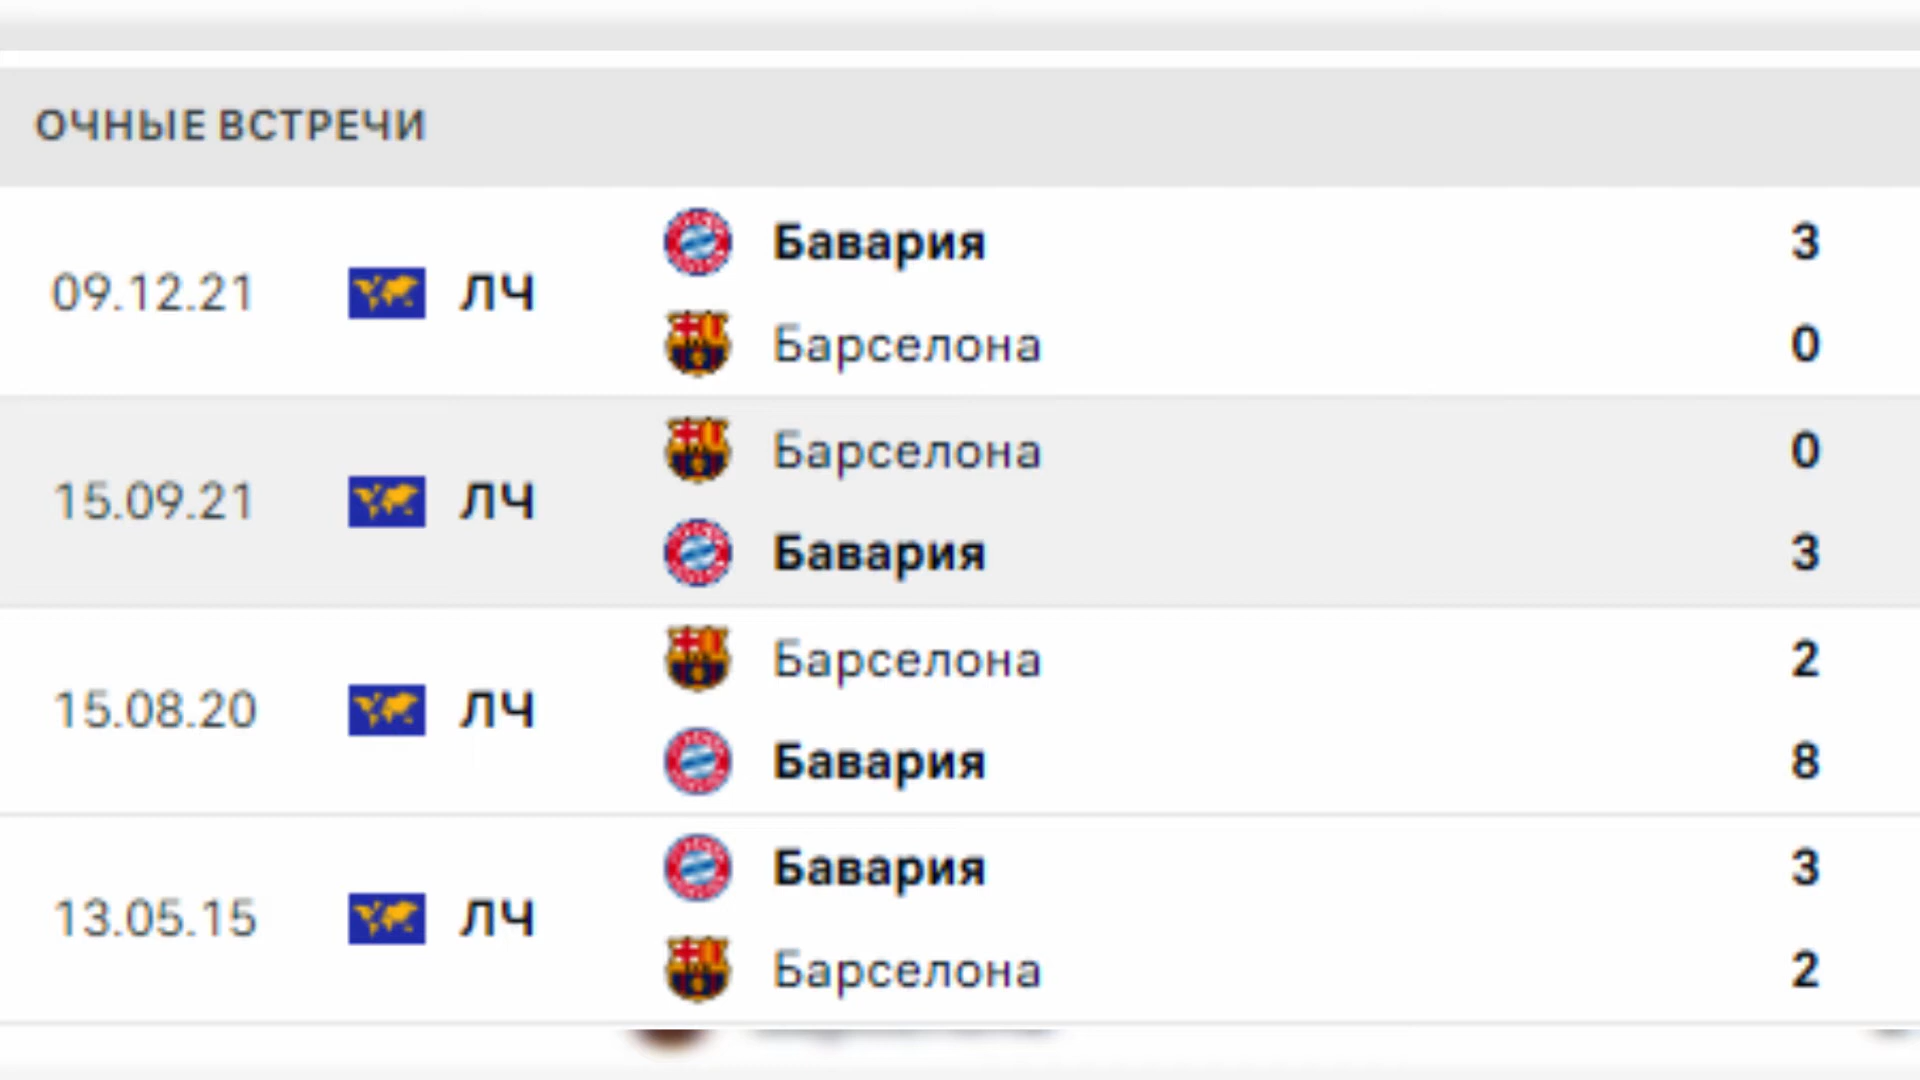 ОЧНЫЕ ВСТРЕЧИ
09.12.21 ЛЧ Бавария 3
Барселона 0
15.09.21 ЛЧ Барселона 0
Бавария 3
15.08.20 ЛЧ Барселона 2
Бавария 8
13.05.15 ЛЧ Бавария 3
Барселона 2